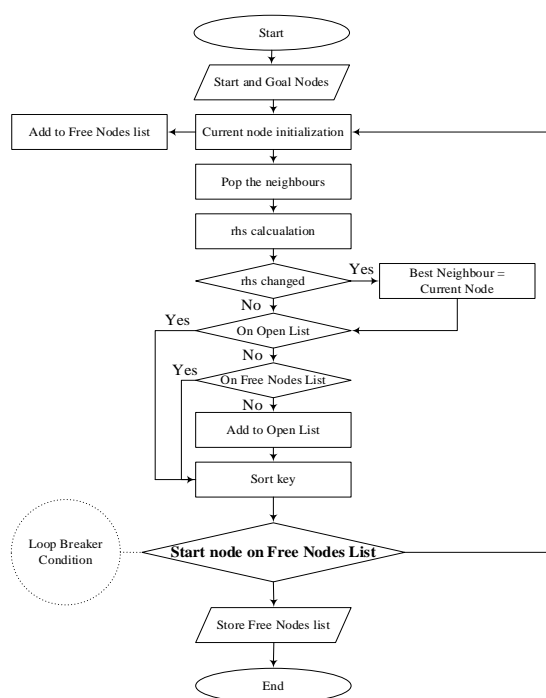 Start
Start and Goal Nodes
Add to Free Nodes list
Current node initialization
Pop the neighbours
rhs calcualation
rhs changed
Yes
Best Neighbour =
Current Node
No
Yes
On Open List
No
Yes
On Free Nodes List
No
Add to Open List
Sort key
Loop Breaker
Condition
Start node on Free Nodes List
Store Free Nodes list
End